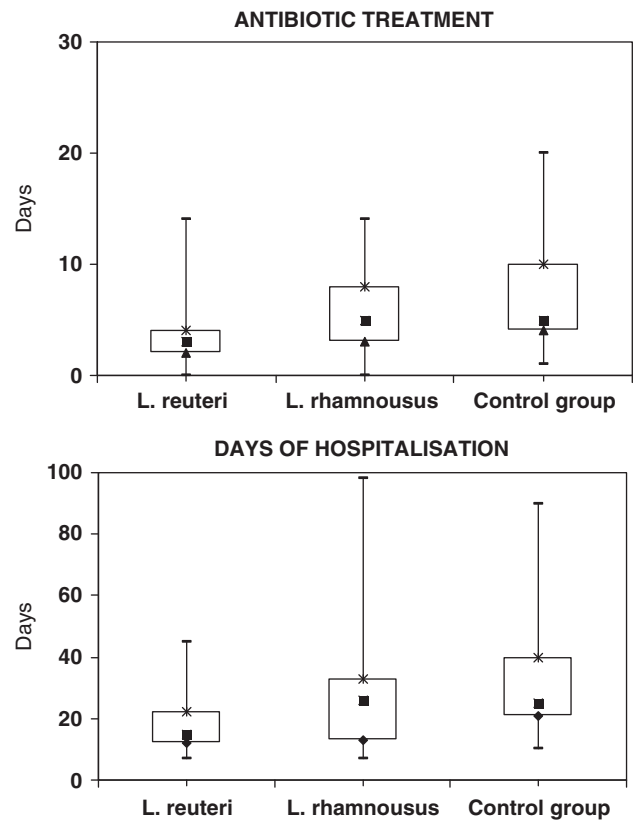 ANTIBIOTIC TREATMENT
30
20
10
0
Days
L. reuteri L. rhamnousus Control group
DAYS OF HOSPITALISATION
100
80
60
40
20
0
Days
L. reuteri L. rhamnousus Control group